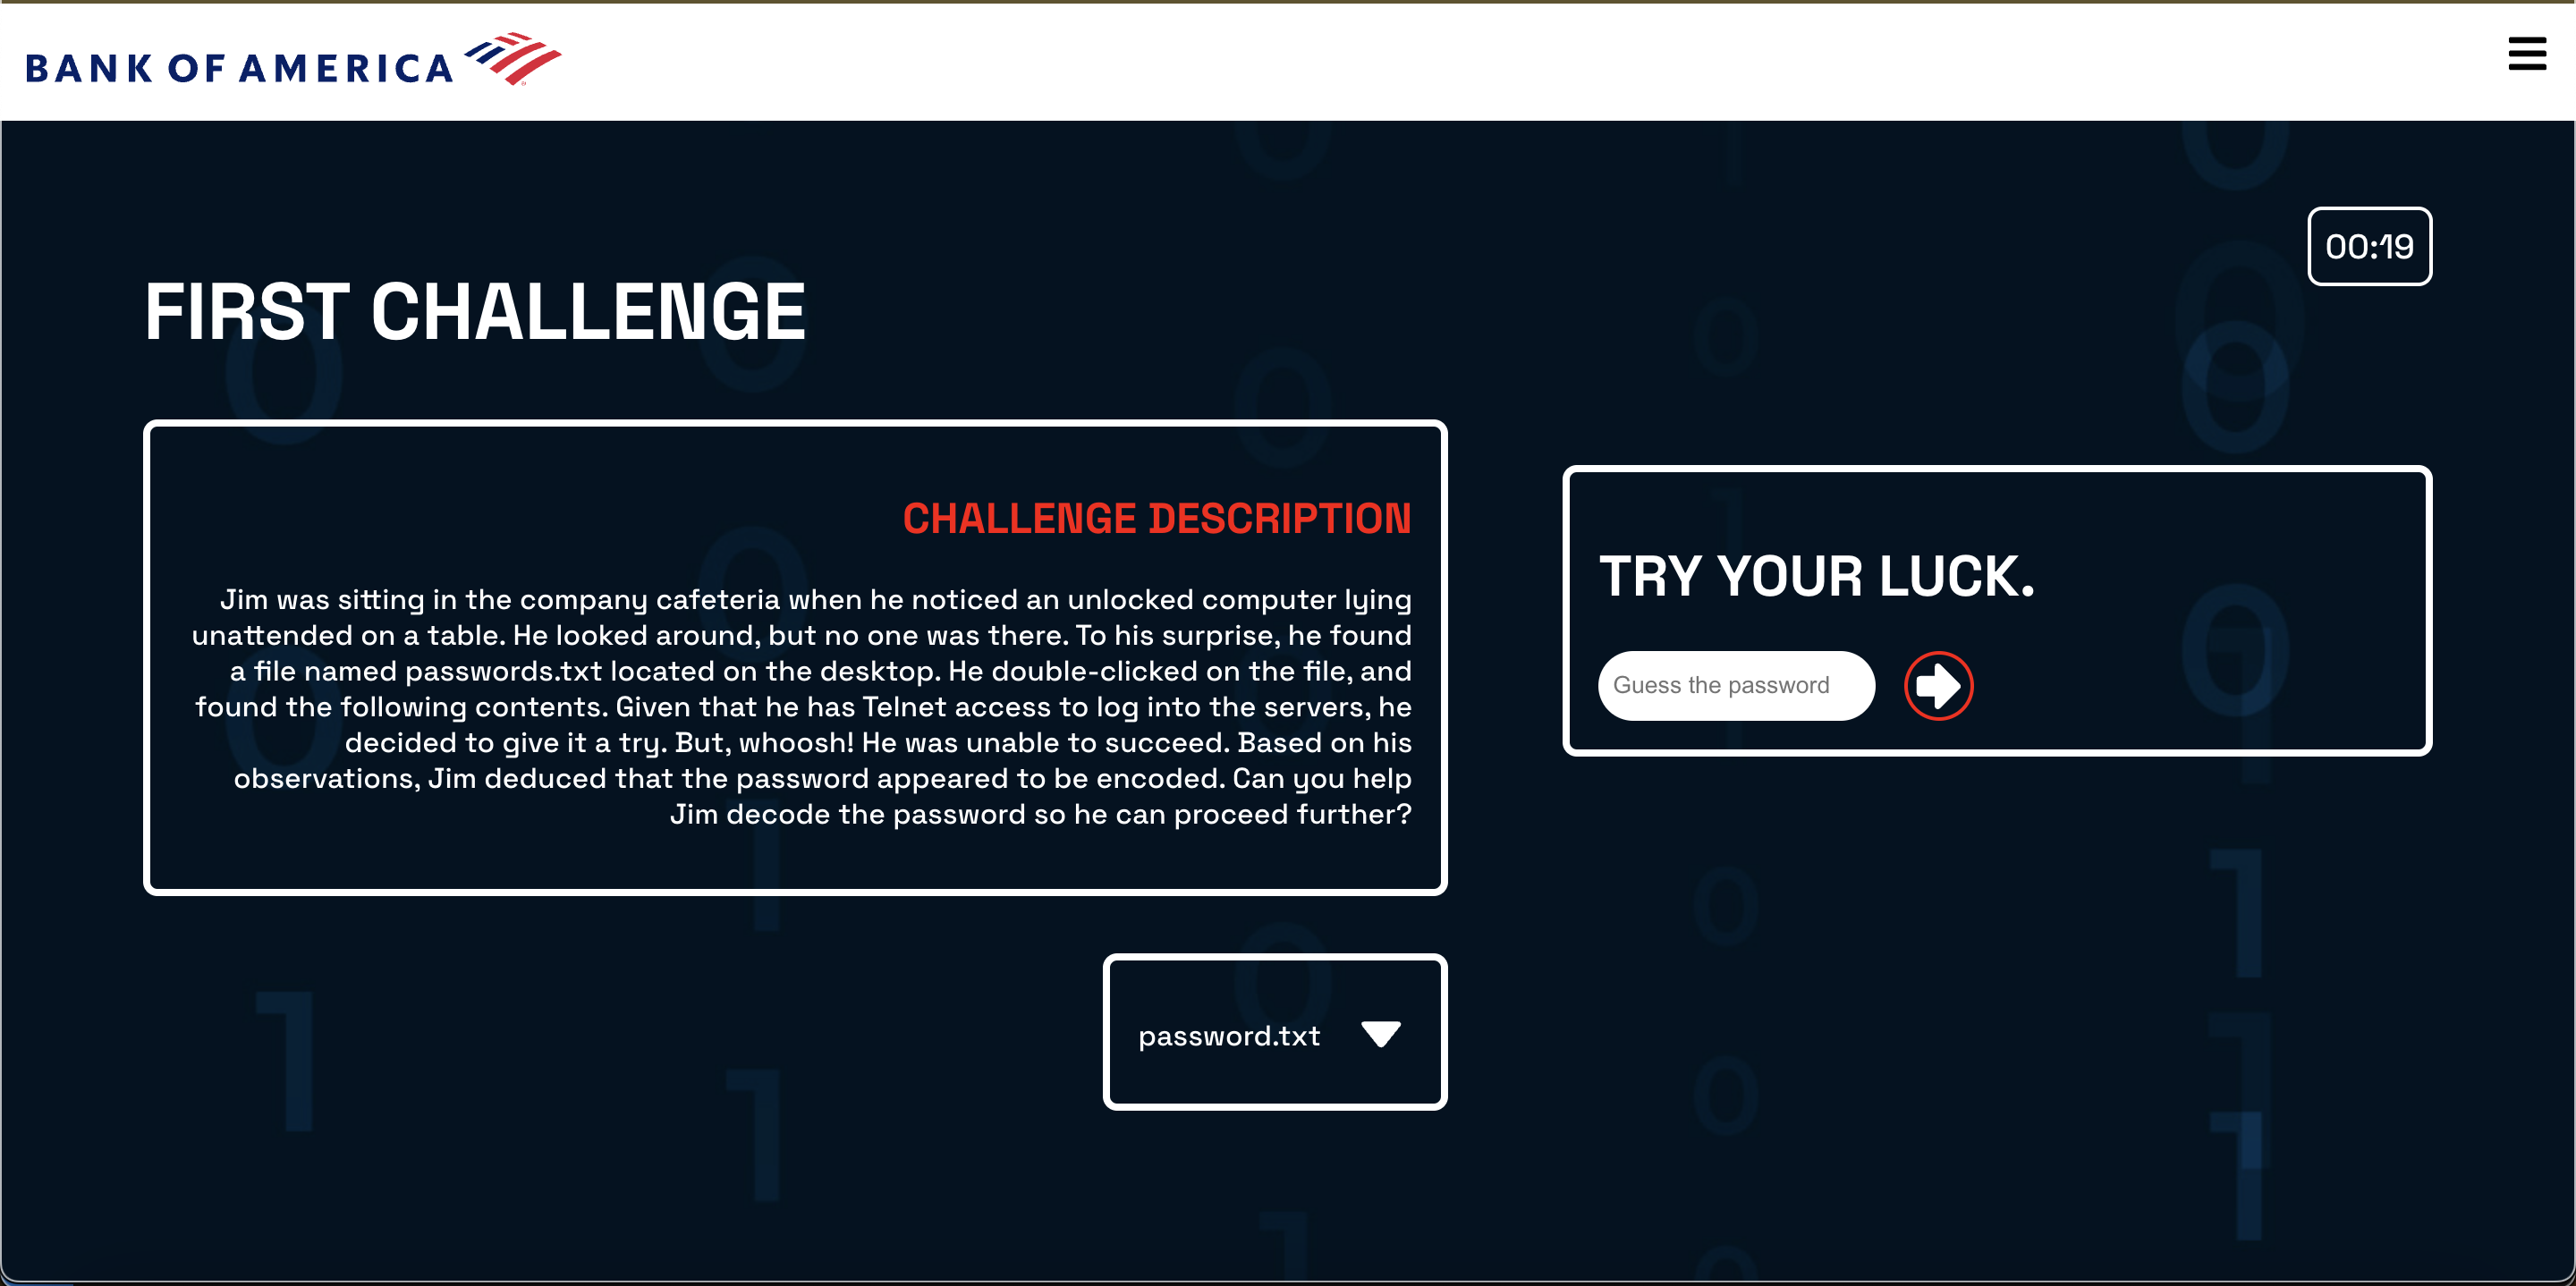 BANK OF AMERICA
00:19
FIRST CHALLENGE
CHALLENGE DESCRIPTION
Jim was sitting in the company cafeteria when he noticed an unlocked computer lying
unattended on a table. He looked around, but no one was there. To his surprise, he found
a file named passwords.txt located on the desktop. He double-clicked on the file, and
found the following contents. Given that he has Telnet access to log into the servers, he
decided to give it a try. But, whoosh! He was unable to succeed. Based on his
observations, Jim deduced that the password appeared to be encoded. Can you help
Jim decode the password so he can proceed further?
password.txt
TRY YOUR LUCK.
Guess the password